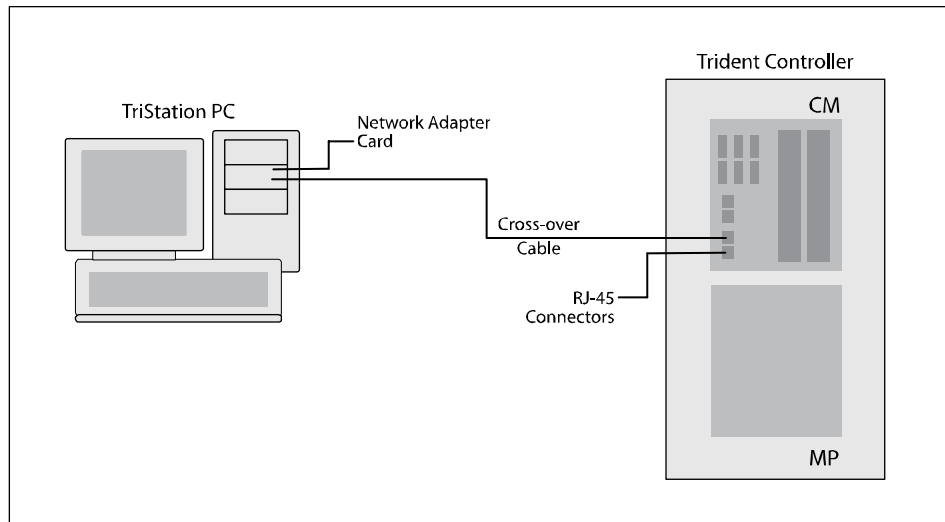 Trident Controller
CM
TriStation PC
Network Adapter
Card
Cross-over
Cable
RJ-45
Connectors
MP